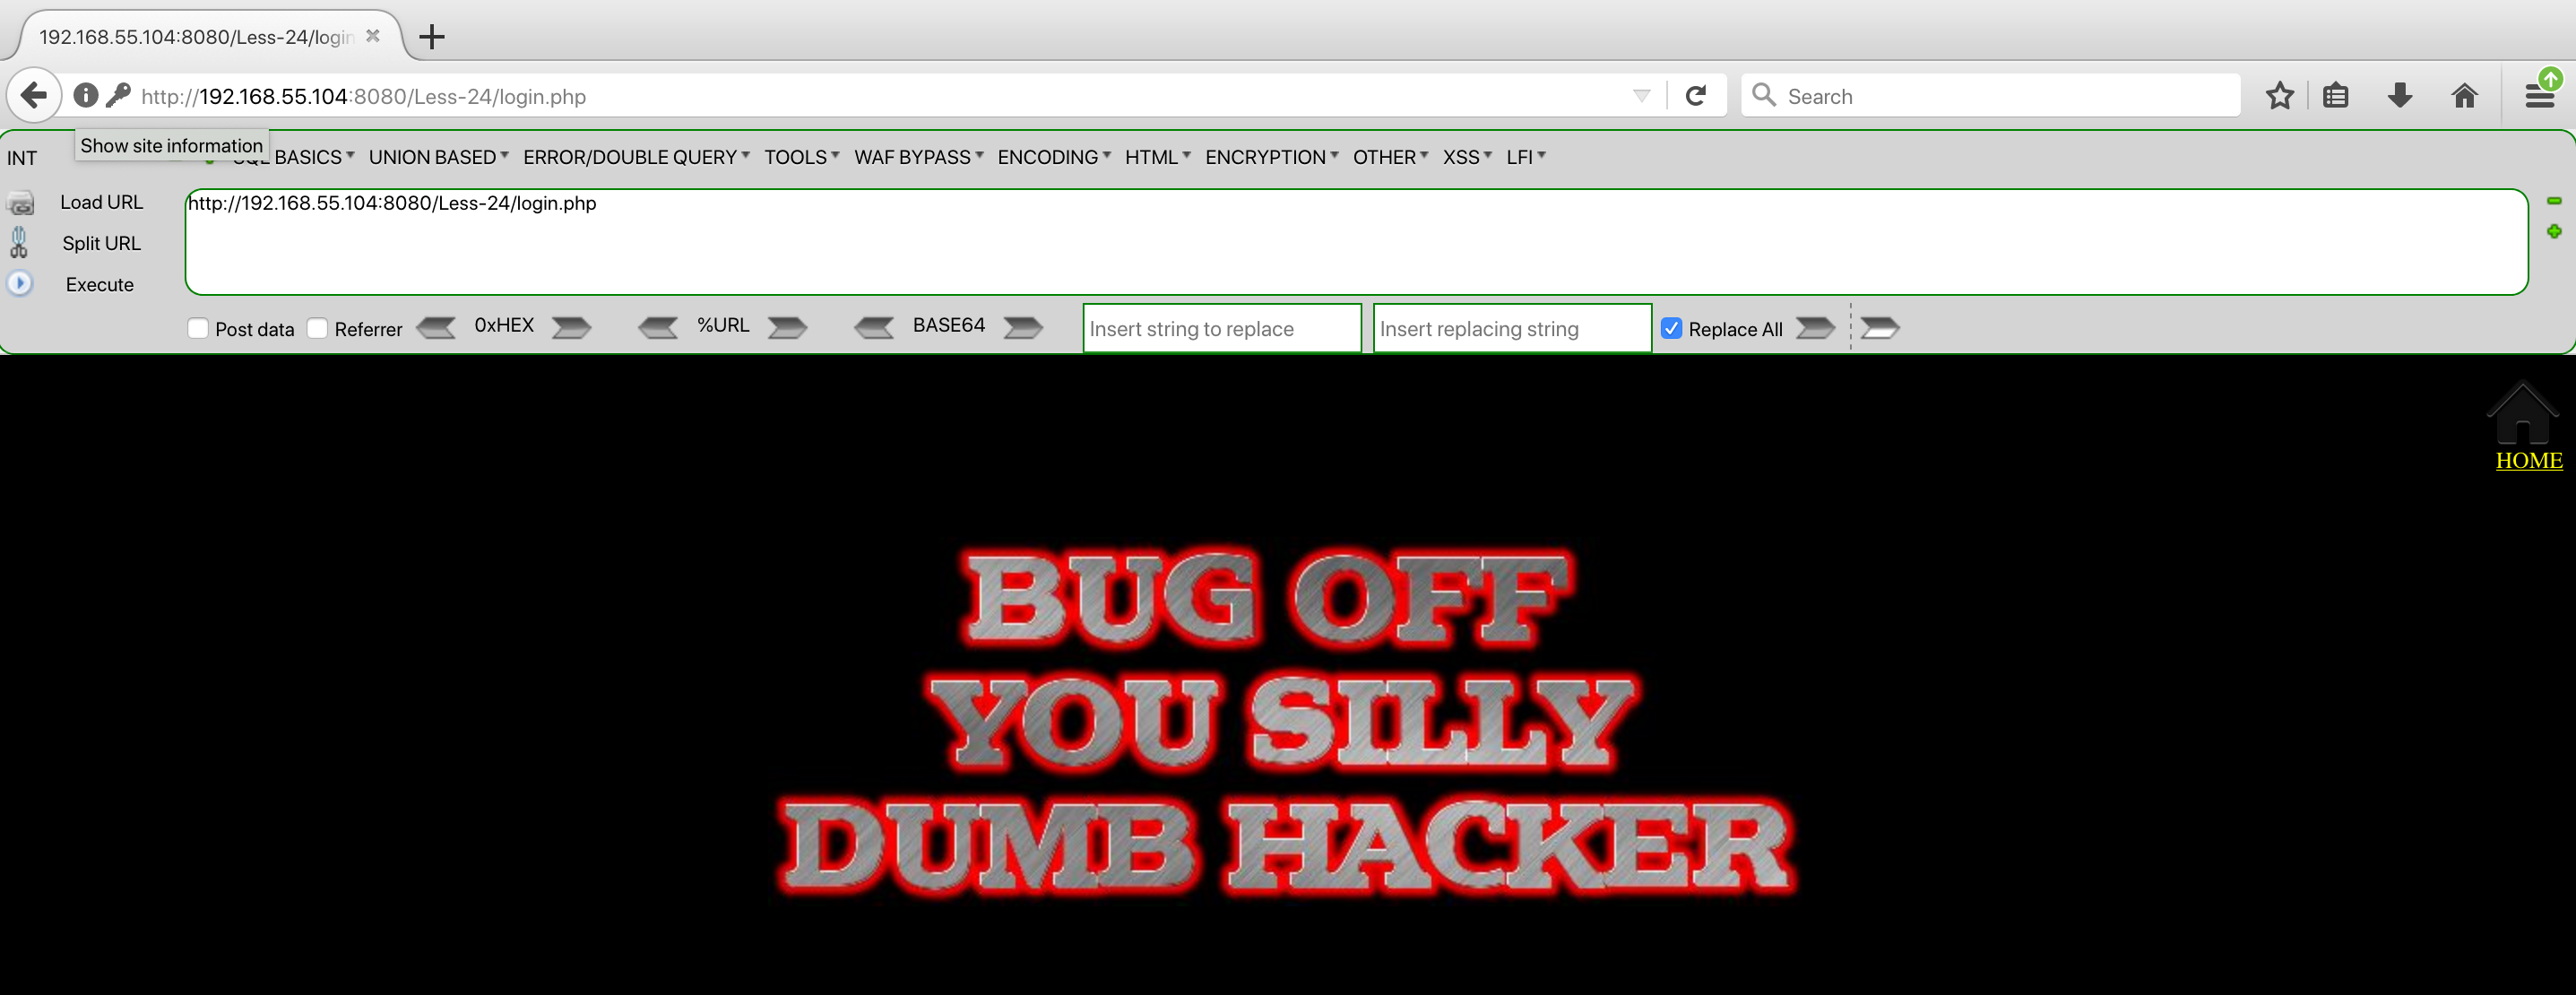 192.168.55.104:8080/Less-24/login
http://192.168.55.104:8080/Less-24/login.php
Search
Show site information
INT
BASICS UNION BASED ERROR/DOUBLE QUERY TOOLS WAF BYPASS ENCODING HTML ENCRYPTION OTHER XSS LFI
Load URL
http://192.168.55.104:8080/Less-24/login.php
Split URL
Execute
Post data Referrer 0xHEX %URL BASE64 Insert string to replace Insert replacing string Replace All
HOME
BUG OFF
YOU SILLY
DUMB HACKER